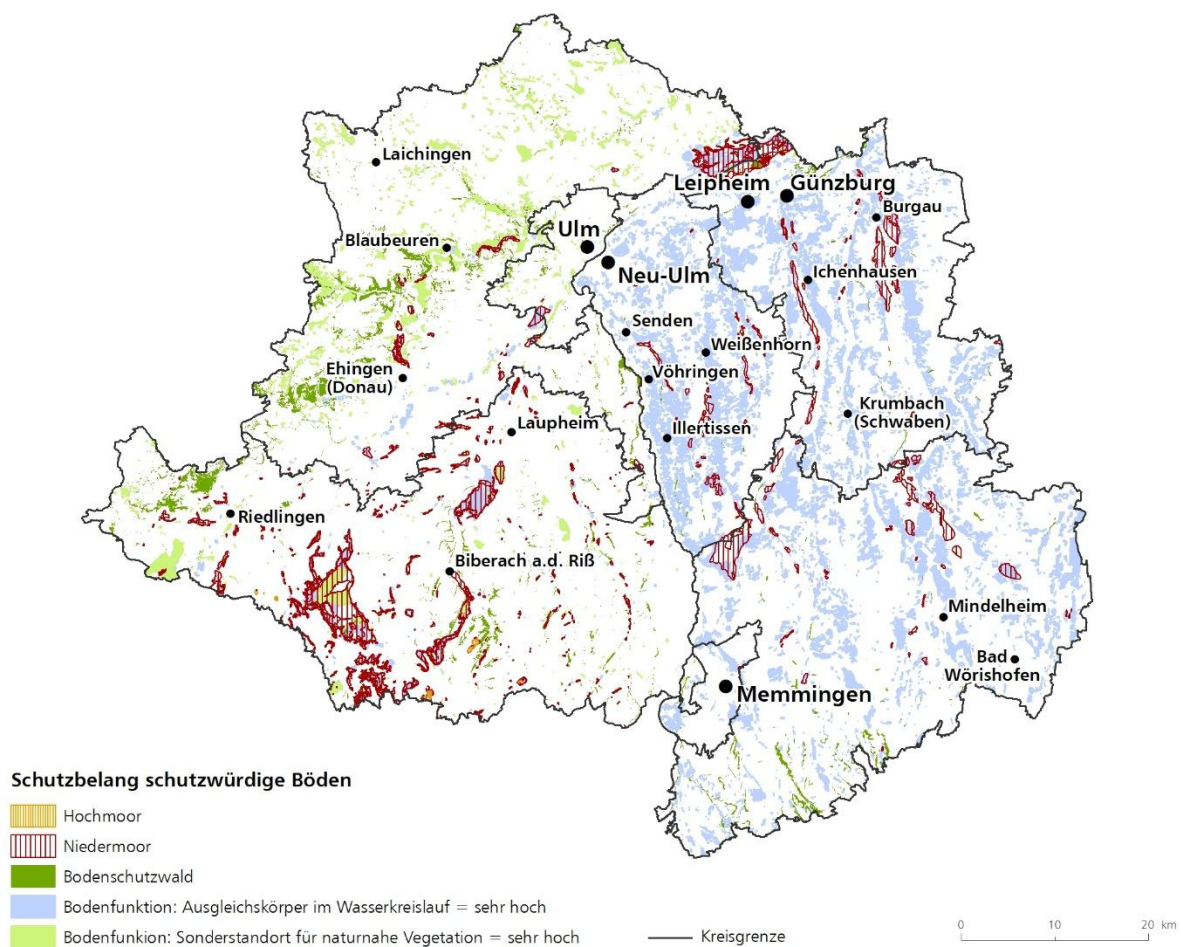 Laichingen
Leipheim
Günzburg
Burgau
Blaubeuren
Ulm
Neu-Ulm
Ichenhausen
Senden
Weißenhorn
Ehingen
(Donau)
Vöhringen
Krumbach
(Schwaben)
Laupheim
Illertissen
Riedlingen
Biberach a.d. Riß
Mindelheim
Bad
Wörishofen
Memmingen
Schutzbelang schutzwürdige Böden
Hochmoor
Niedermoor
Bodenschutzwald
Bodenfunktion: Ausgleichskörper im Wasserkreislauf = sehr hoch
Bodenfunkion: Sonderstandort für naturnahe Vegetation = sehr hoch
Kreisgrenze
0 10 20 km